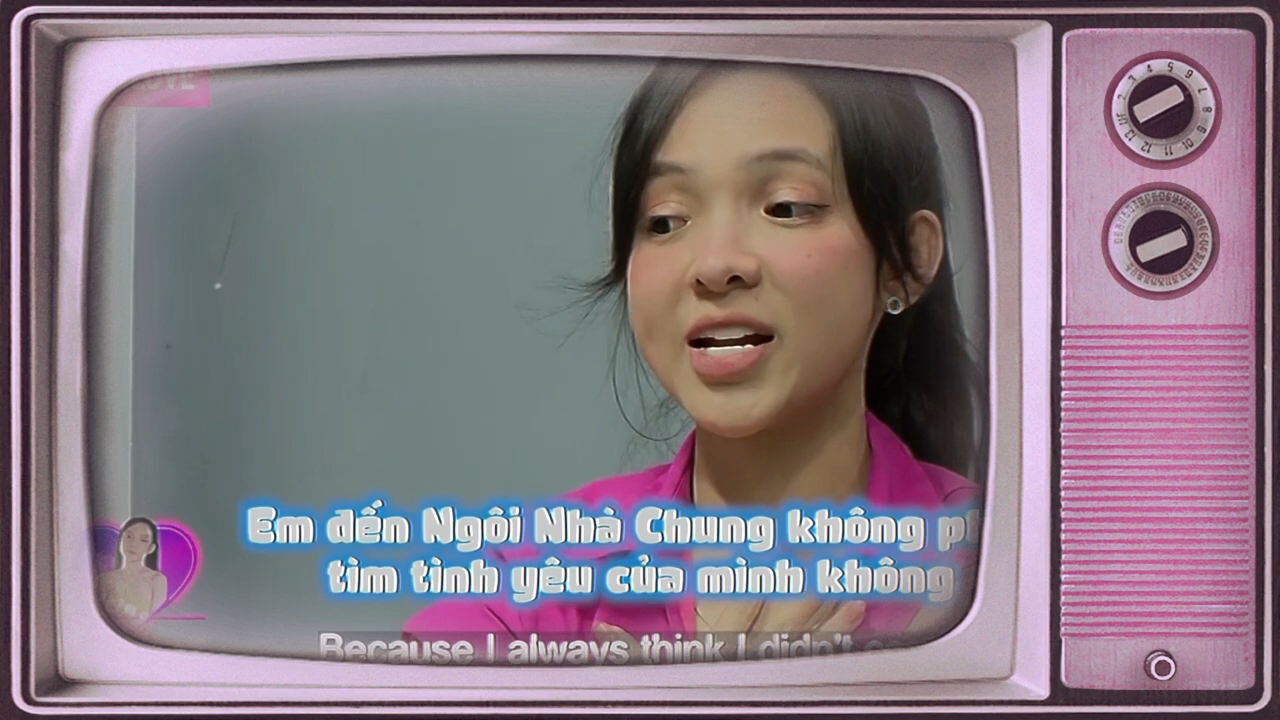 Em đến Ngôi Nhà Chung không
tìm tình yêu của mình không
Because I always think I didn't